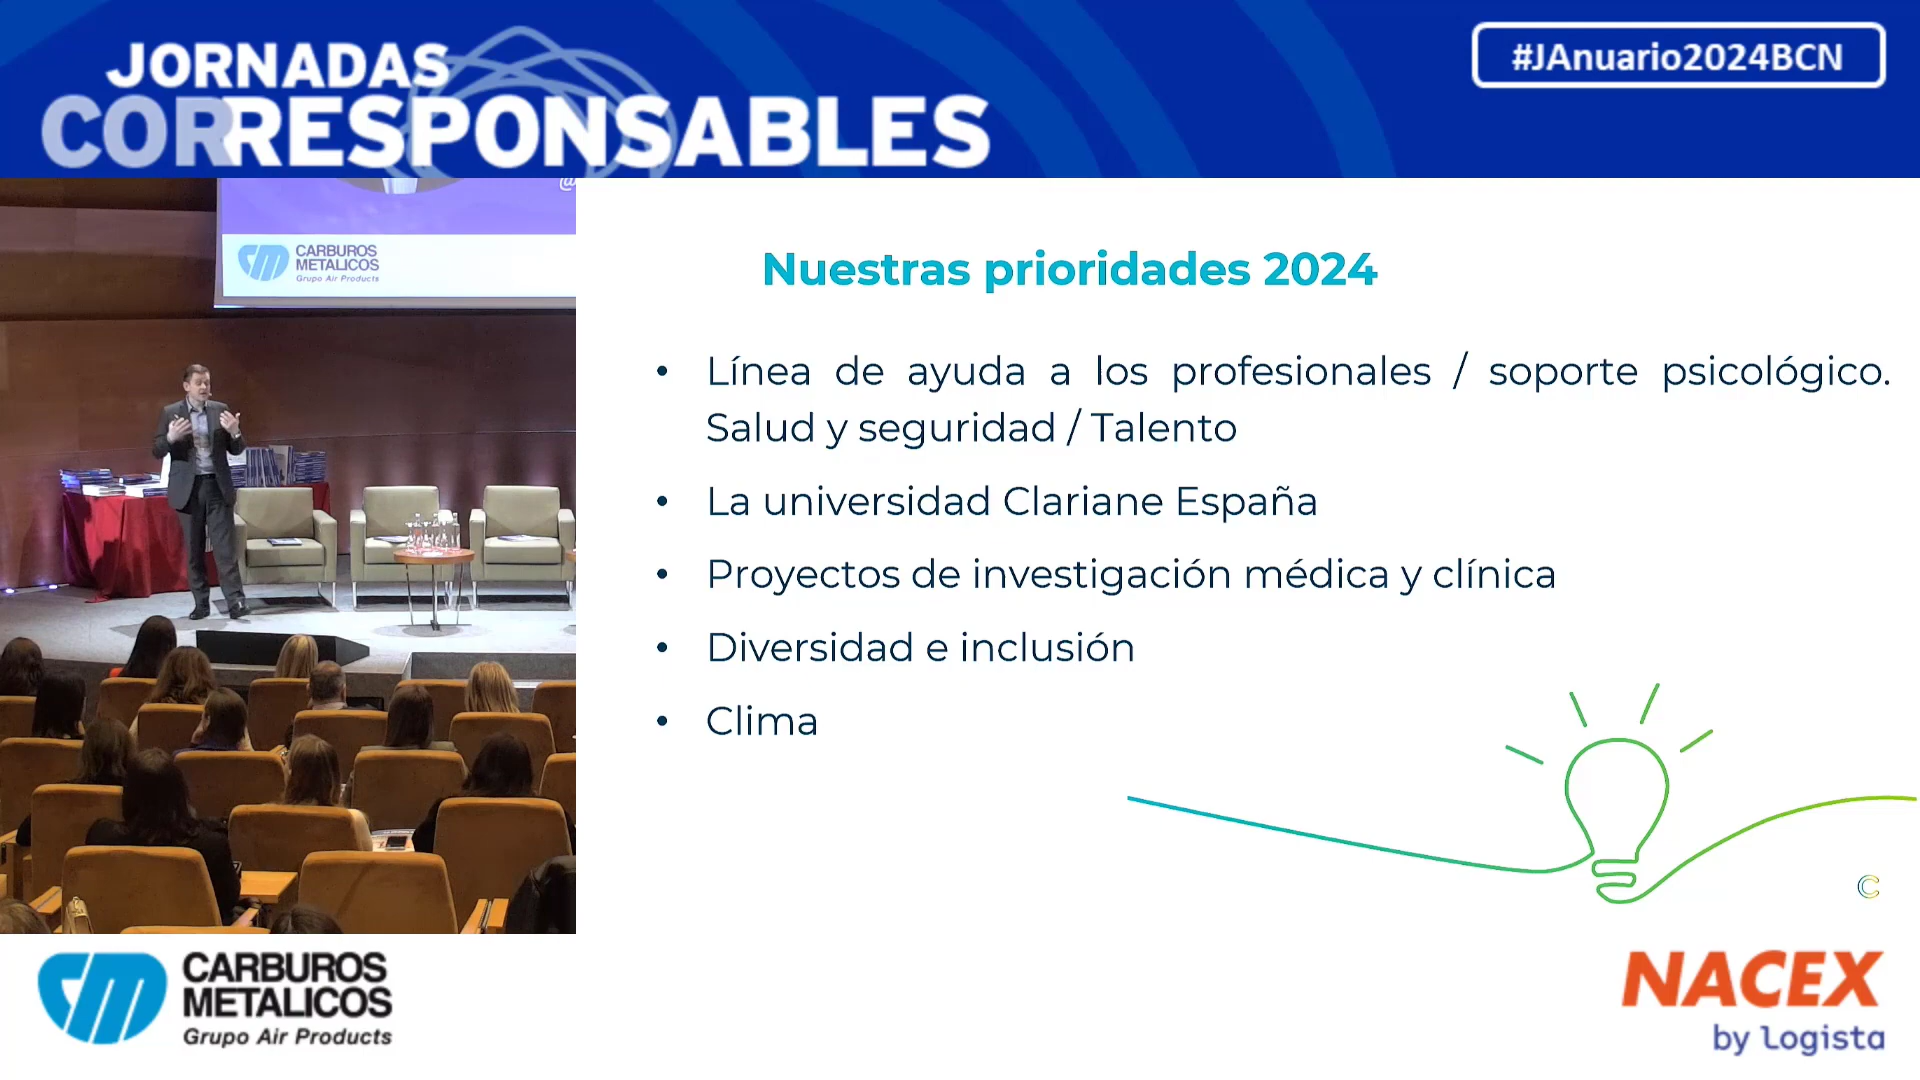 JORNADAS
CORRESPONSABLES
#JAnuario2024BCN
@
CARBUROS
METALICOS
Grupo Air Products
Nuestras prioridades 2024
• Línea de ayuda a los profesionales / soporte psicológico.
Salud y seguridad / Talento
• La universidad Clariane España
• Proyectos de investigación médica y clínica
• Diversidad e inclusión
• Clima
C
CARBUROS
METALICOS
Grupo Air Products
NACEX
by Logista